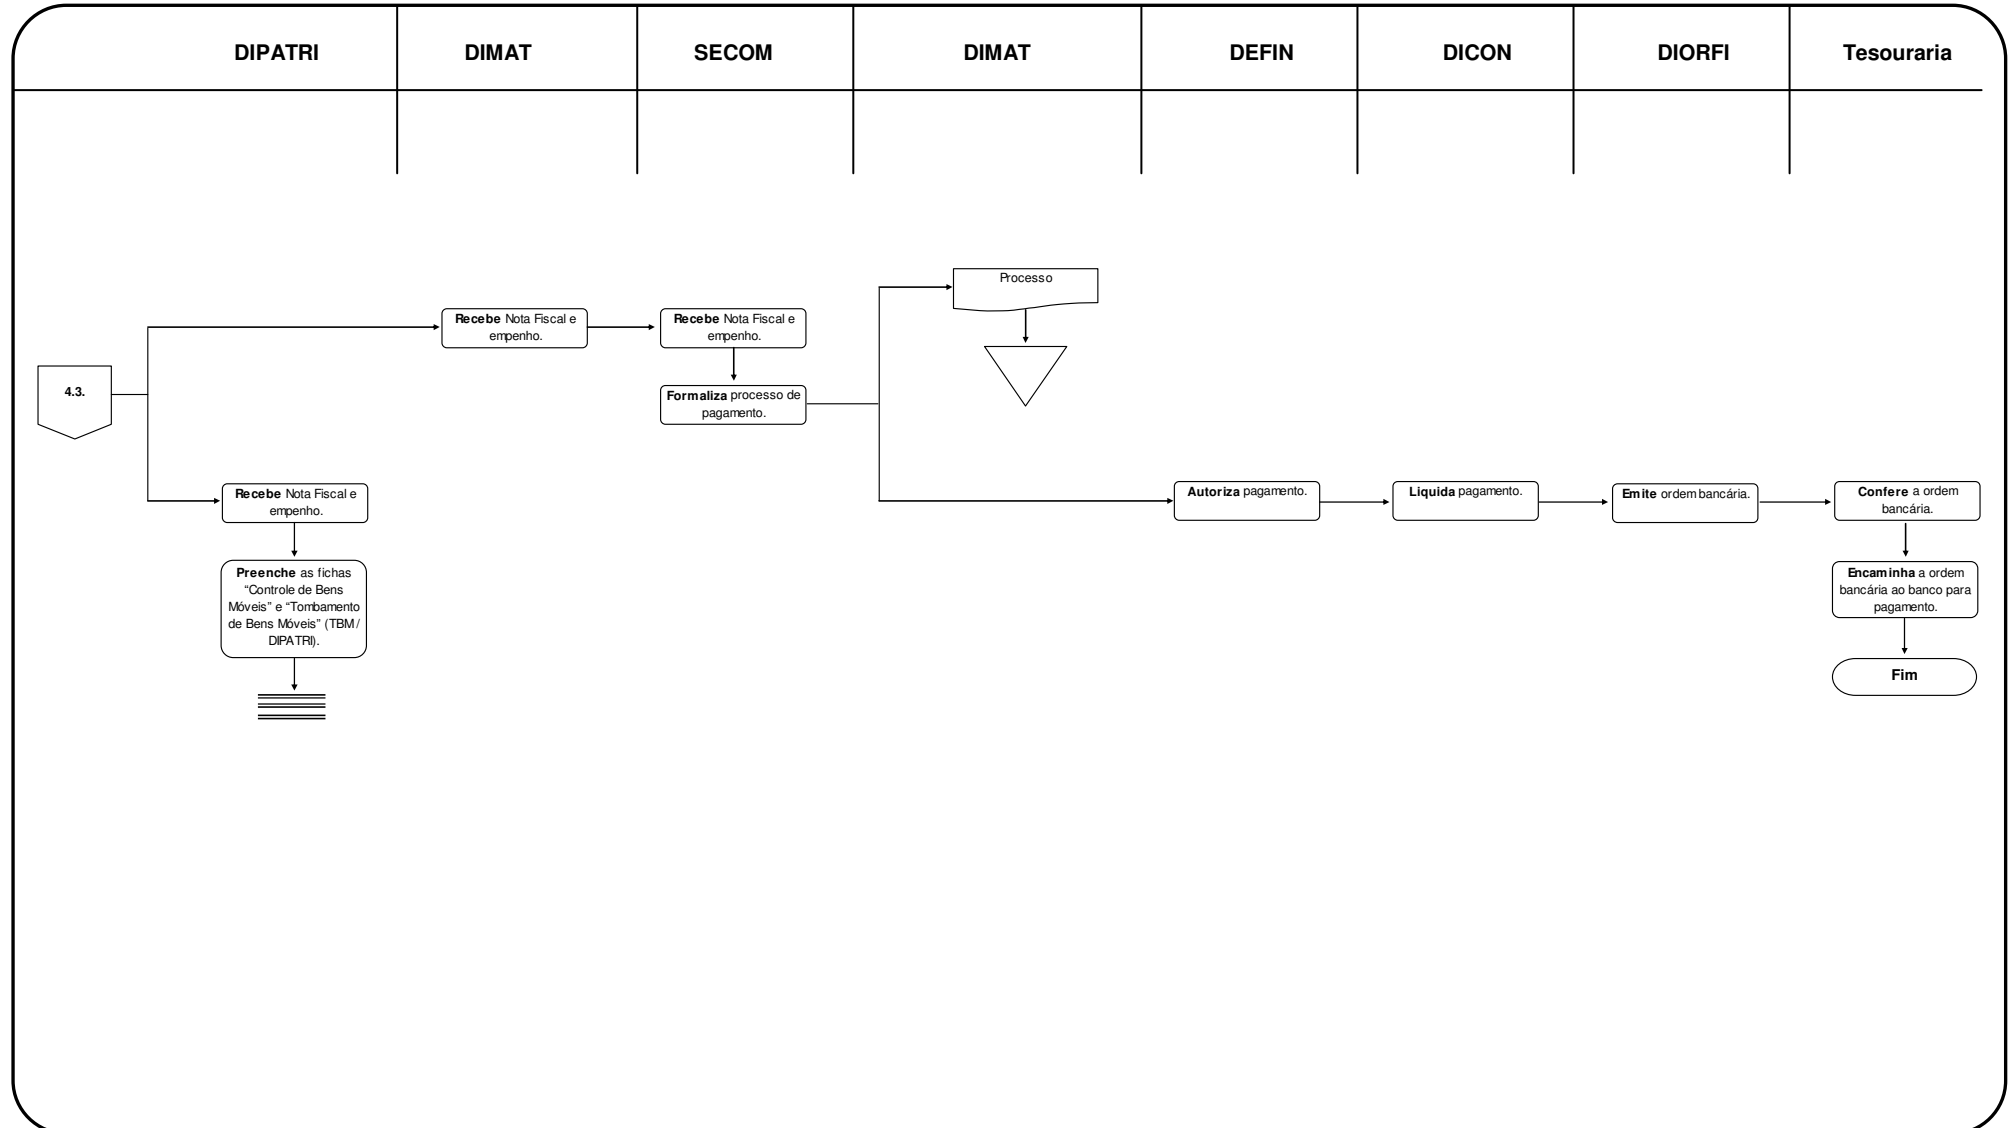 DIPATRI
DIMAT
SECOM
DIMAT
DEFIN
DICON
DIORFI
Tesouraria
Processo
Recebe Nota Fiscal e
empenho.
Recebe Nota Fiscal e
empenho.
4.3.
Formaliza processo de
pagamento.
Recebe Nota Fiscal e
empenho.
Autoriza pagamento.
Liquida pagamento.
Emite ordem bancária.
Confere a ordem
bancária.
Preenche as fichas
“Controle de Bens
Móveis” e “Tombamento
de Bens Móveis” (TBM /
DIPATRI).
Encaminha a ordem
bancária ao banco para
pagamento.
Fim